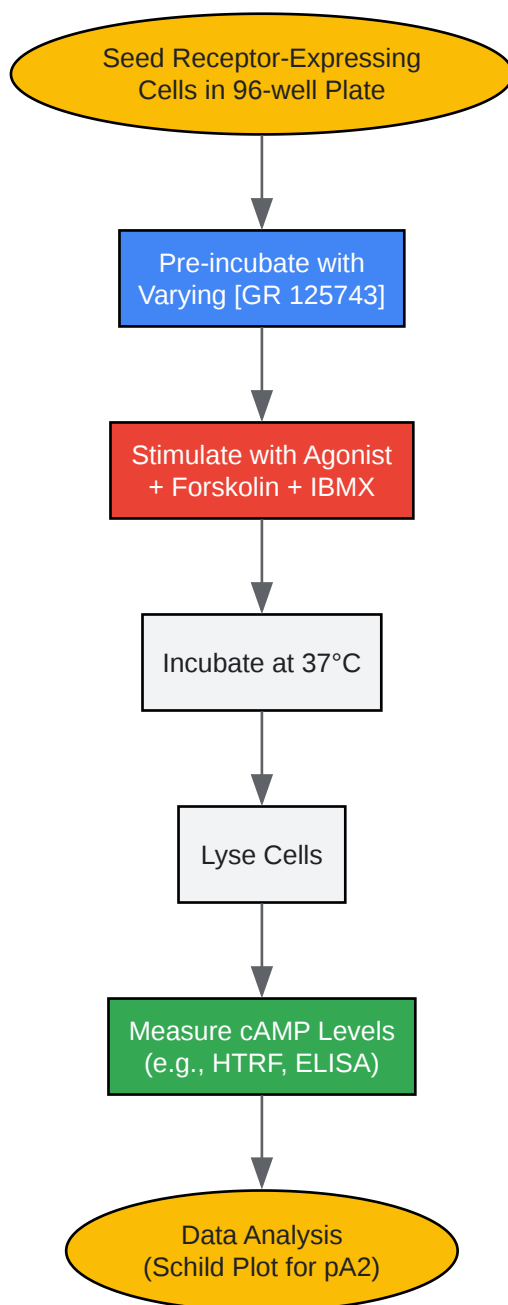 Seed Receptor-Expressing
Cells in 96-well Plate
Pre-incubate with
Varying [GR 125743]
Stimulate with Agonist
+ Forskolin + IBMX
Incubate at 37°C
Lyse Cells
Measure cAMP Levels
(e.g., HTRF, ELISA)
Data Analysis
(Schild Plot for pA2)